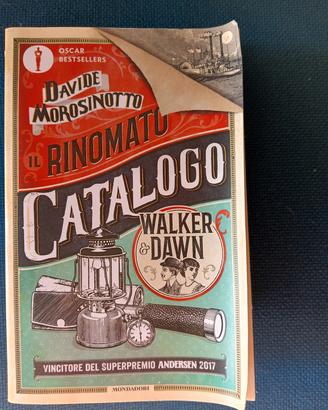 OSCAR
BESTSELLERS
DAVIDE
MOROSINOTTO
IL RINOMATO
CATALOGO
WALKER
& DAWN
VINCITORE DEL SUPERPREMIO ANDERSEN 2017
MONDADORI